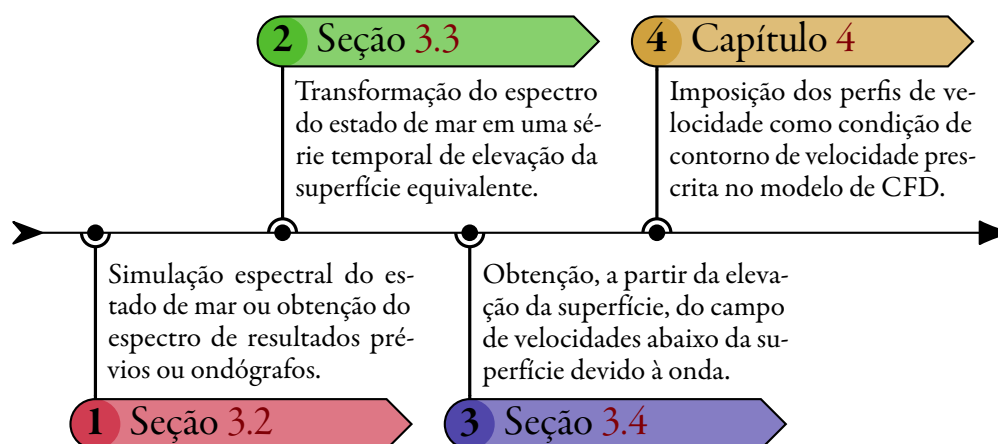 2 Seção 3.3
Transformação do espectro
do estado de mar em uma sé-
rie temporal de elevação da
superfície equivalente.
4 Capítulo 4
Imposição dos perfis de ve-
locidade como condição de
contorno de velocidade pres-
crita no modelo de CFD.
Simulação espectral do es-
tado de mar ou obtenção do
espectro de resultados pré-
vios ou ondógrafos.
1 Seção 3.2
Obtenção, a partir da eleva-
ção da superfície, do campo
de velocidades abaixo da su-
perfície devido à onda.
3 Seção 3.4